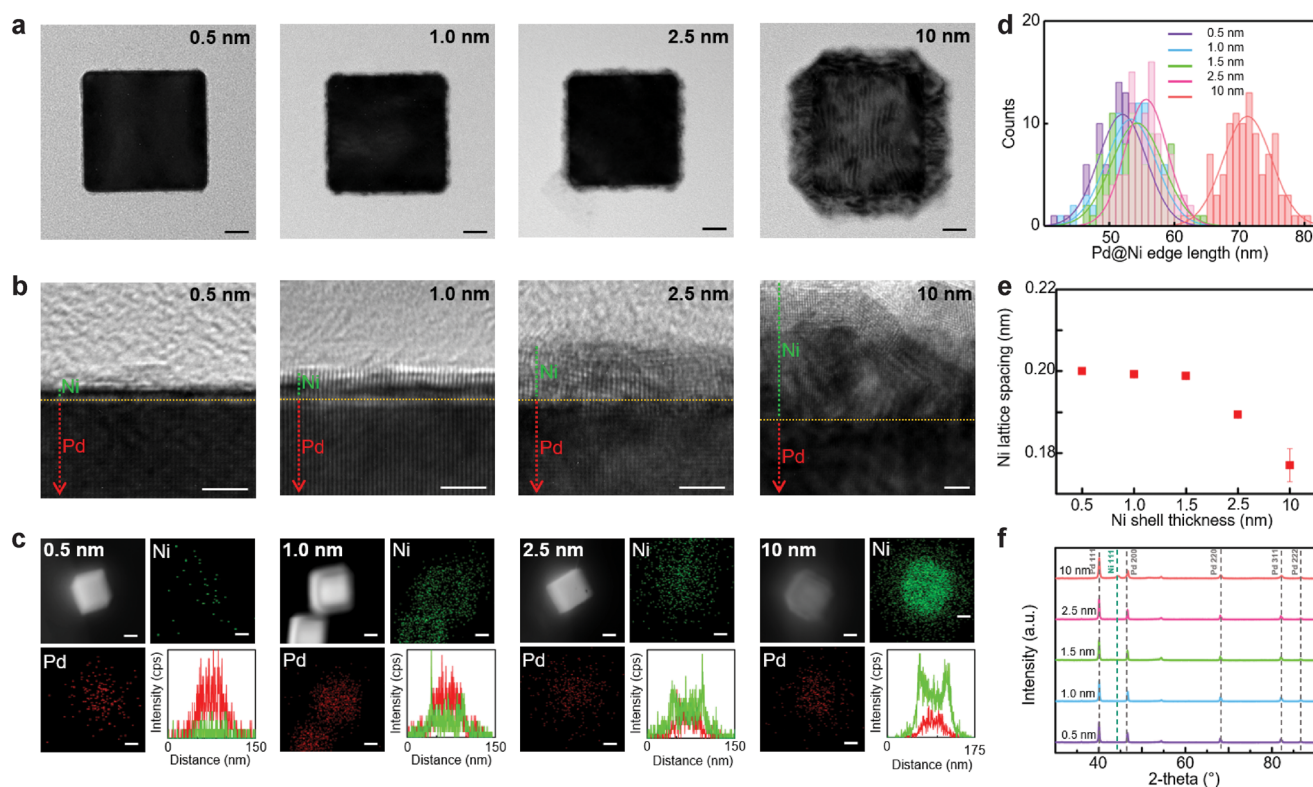 a
0.5 nm
1.0 nm
2.5 nm
10 nm
b
0.5 nm
Ni
Pd
1.0 nm
Ni
Pd
2.5 nm
Ni
Pd
10 nm
Ni
Pd
c
0.5 nm
Ni
Pd
Intensity (cps)
0
150
Distance (nm)
1.0 nm
Ni
Pd
Intensity (cps)
0
150
Distance (nm)
2.5 nm
Ni
Pd
Intensity (cps)
0
150
Distance (nm)
10 nm
Ni
Pd
Intensity (cps)
0
175
Distance (nm)
d
0.5 nm
1.0 nm
1.5 nm
2.5 nm
10 nm
Counts
20
10
0
50
60
70
80
Pd@Ni edge length (nm)
e
Ni lattice spacing (nm)
0.22
0.20
0.18
0.5
1.0
1.5
2.5
10
Ni shell thickness (nm)
f
Intensity (a.u.)
Pd 111
Ni 111
Pd 200
Pd 220
Pd 311
Pd 222
10 nm
2.5 nm
1.5 nm
1.0 nm
0.5 nm
40
60
80
2-theta (°)